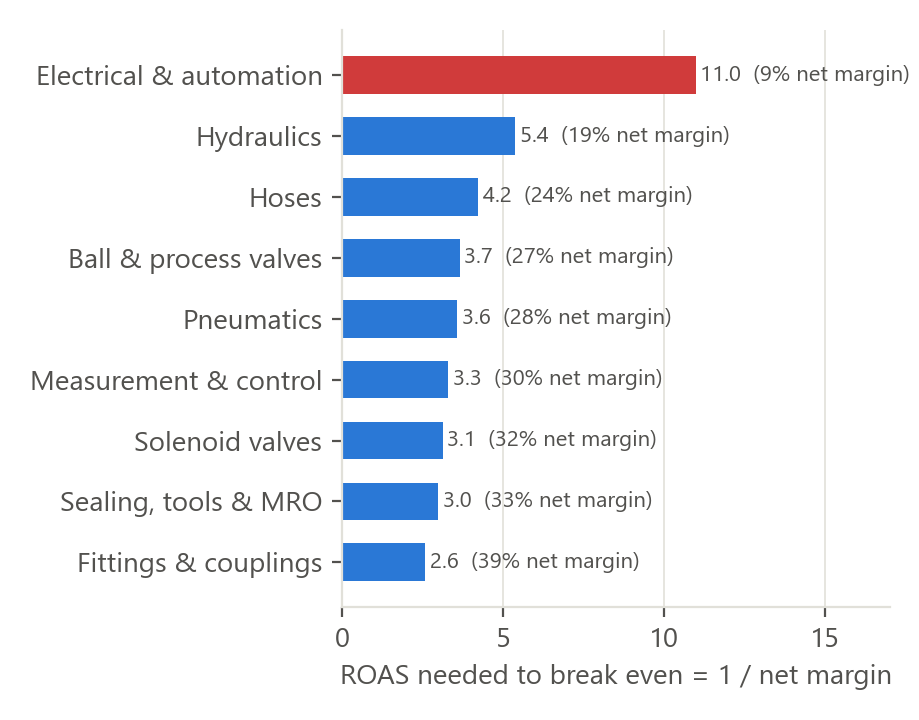 Electrical & automation 11.0 (9% net margin)
Hydraulics 5.4 (19% net margin)
Hoses 4.2 (24% net margin)
Ball & process valves 3.7 (27% net margin)
Pneumatics 3.6 (28% net margin)
Measurement & control 3.3 (30% net margin)
Solenoid valves 3.1 (32% net margin)
Sealing, tools & MRO 3.0 (33% net margin)
Fittings & couplings 2.6 (39% net margin)
0 5 10 15
ROAS needed to break even = 1 / net margin